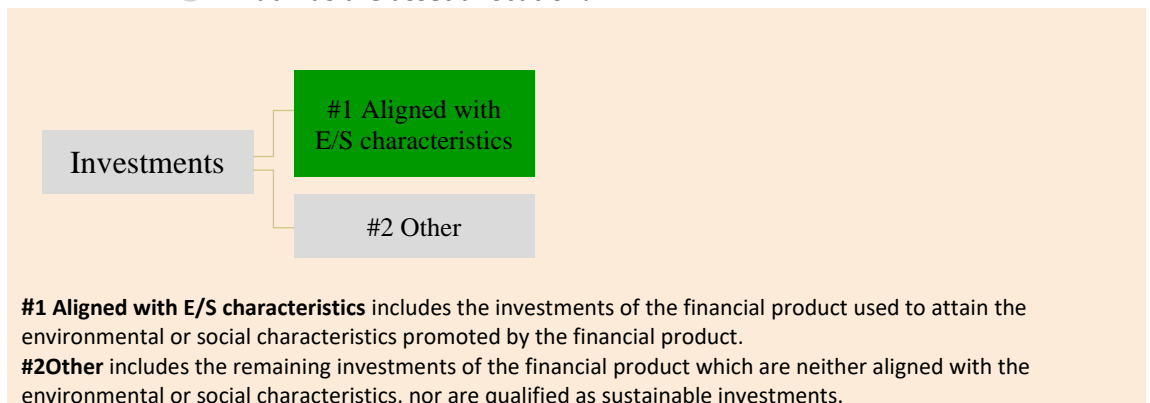 #1 Aligned with
E/S characteristics
Investments
#2 Other
#1 Aligned with E/S characteristics includes the investments of the financial product used to attain the
environmental or social characteristics promoted by the financial product.
#2Other includes the remaining investments of the financial product which are neither aligned with the
environmental or social characteristics, nor are qualified as sustainable investments.